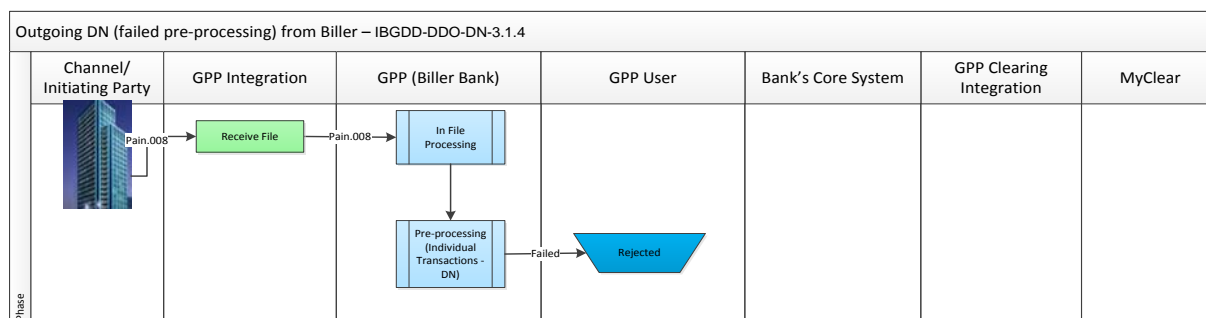 Outgoing DN (failed pre-processing) from Biller – IBGDD-DDO-DN-3.1.4
Channel/
Initiating Party
GPP Integration
GPP (Biller Bank)
GPP User
Bank's Core System
GPP Clearing
Integration
MyClear
Pain.008
Receive File
Pain.008
In File
Processing
Pre-processing
(Individual
Transactions -
DN)
Failed
Rejected
Phase